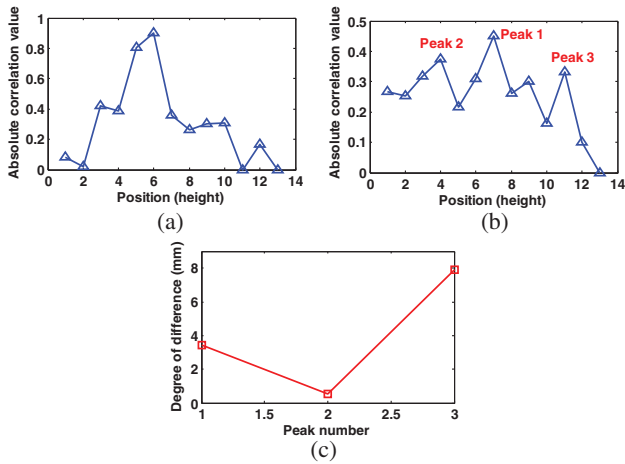 Absolute correlation value
1
0.8
0.6
0.4
0.2
0
0 2 4 6 8 10 12 14
Position (height)
(a)
Absolute correlation value
0.5
0.4
0.3
0.2
0.1
0
Peak 2
Peak 1
Peak 3
0 2 4 6 8 10 12 14
Position (height)
(b)
Degree of difference (mm)
8
6
4
2
0
1 1.5 2 2.5 3
Peak number
(c)